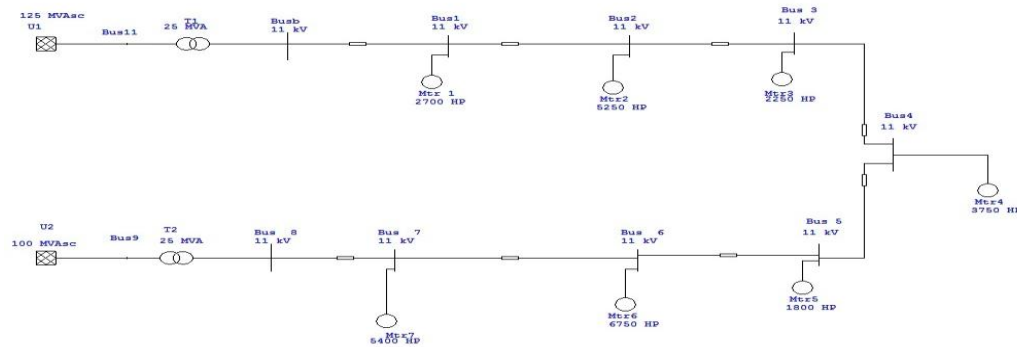 125 MVAsc
U1
Bus11
T1
25 MVA
Busb
11 kV
Bus1
11 kV
Bus2
11 kV
Bus 3
11 kV
Mtr 1
2700 HP
Mtr2
5250 HP
Mtr3
2250 HP
Bus4
11 kV
Mtr4
3750 HP
U2
100 MVAsc
Bus9
T2
25 MVA
Bus 8
11 kV
Bus 7
11 kV
Bus 6
11 kV
Bus 5
11 kV
Mtr7
5400 HP
Mtr6
6750 HP
Mtr5
1800 HP